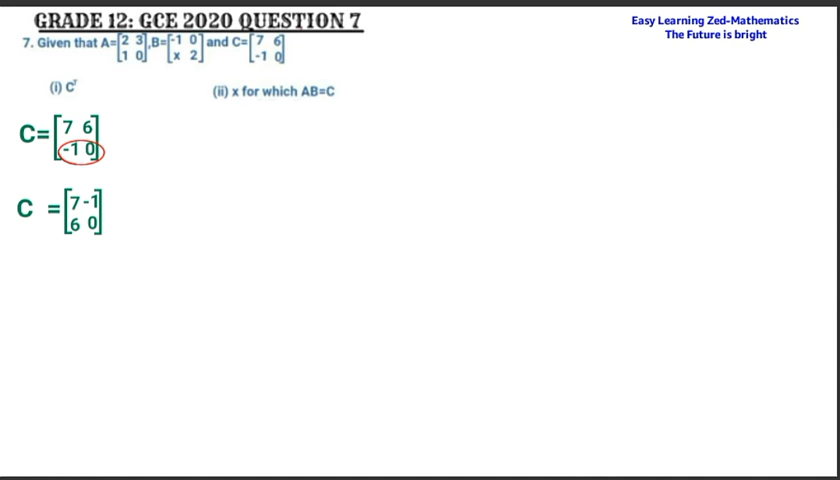 GRADE 12: GCE 2020 QUESTION 7
Easy Learning Zed-Mathematics
The Future is bright
7. Given that A=[2 3],B=[-1 0] and C=[7 6]
[1 0] [x 2] [-1 0]
(i) Cᵀ
(ii) x for which AB=C
C=[7 6]
[-1 0]
C =[7 -1]
[6 0]